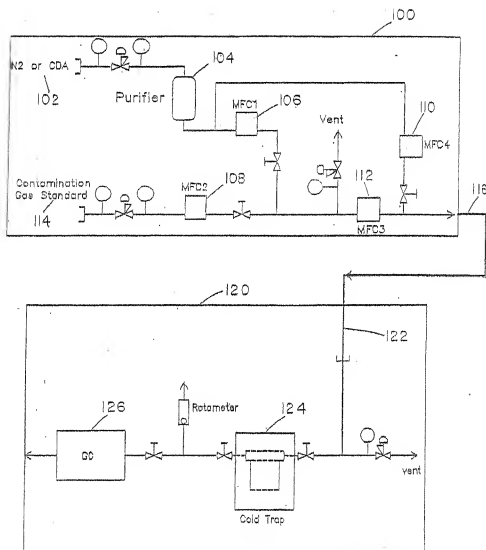 100
N2 or CDA
102
104
Purifier
MFC1
106
110
MFC4
Vent
Contamination
Gas Standard
114
MFC2
108
112
MFC3
118
120
122
126
GC
Rotameter
124
Cold Trap
vent